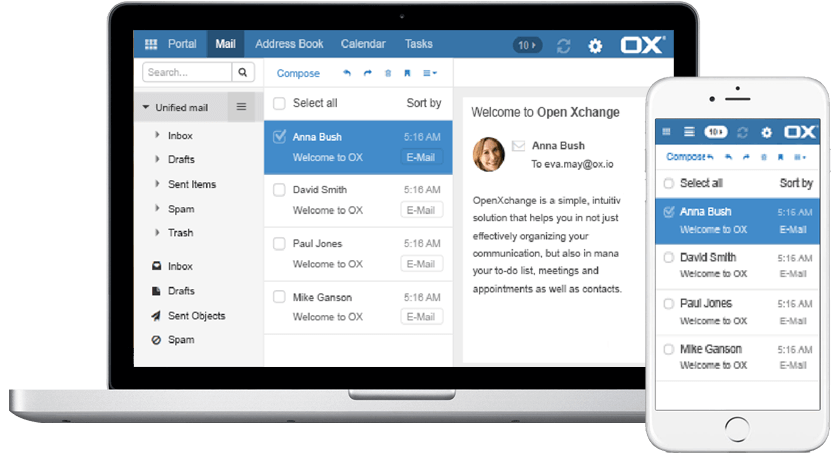 Portal Mail Address Book Calendar Tasks 10 OX
Search... Compose
Unified mail
Inbox
Drafts
Sent Items
Spam
Trash
Inbox
Drafts
Sent Objects
Spam
Select all Sort by
Anna Bush 5:16 AM
Welcome to OX E-Mail
David Smith 5:16 AM
Welcome to OX E-Mail
Paul Jones 5:16 AM
Welcome to OX E-Mail
Mike Ganson 5:16 AM
Welcome to OX E-Mail
Welcome to Open Xchange
Anna Bush
To eva.may@ox.io
OpenXchange is a simple, intuitiv
solution that helps you in not just
effectively organizing your
communication, but also in mana
your to-do list, meetings and
appointments as well as contacts.
10 OX
Compose
Select all Sort by
Anna Bush 5:16 AM
Welcome to OX E-Mail
David Smith 5:16 AM
Welcome to OX E-Mail
Paul Jones 5:16 AM
Welcome to OX E-Mail
Mike Ganson 5:16 AM
Welcome to OX E-Mail